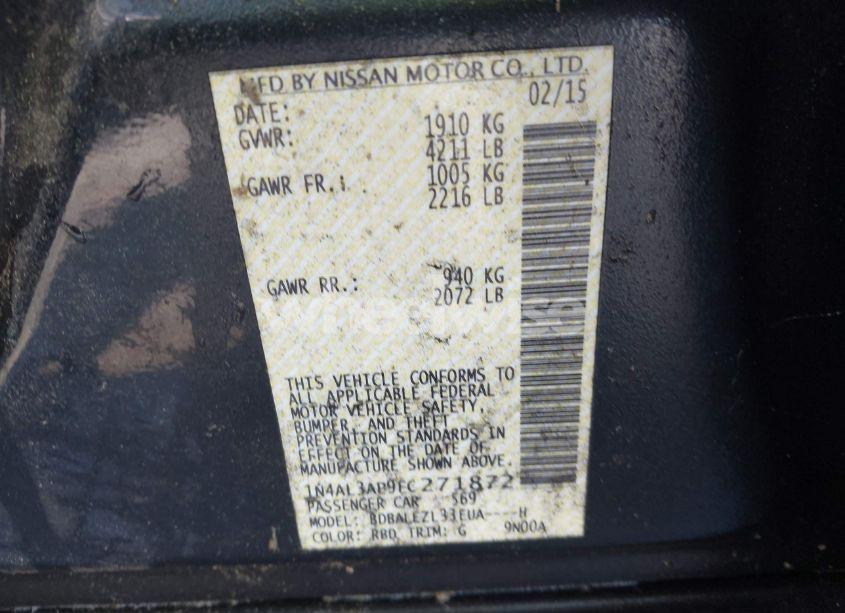 MFD BY NISSAN MOTOR CO., LTD.
DATE: 02/15
GVWR: 1910 KG
4211 LB
GAWR FR.: 1005 KG
2216 LB
GAWR RR.: 940 KG
2072 LB
THIS VEHICLE CONFORMS TO
ALL APPLICABLE FEDERAL
MOTOR VEHICLE SAFETY,
BUMPER, AND THEFT
PREVENTION STANDARDS IN
EFFECT ON THE DATE OF
MANUFACTURE SHOWN ABOVE.
1N4AL3AP9FC271872
PASSENGER CAR 569
MODEL: BDBALEZL33EUA----H
COLOR: RBD TRIM: G 9N00A